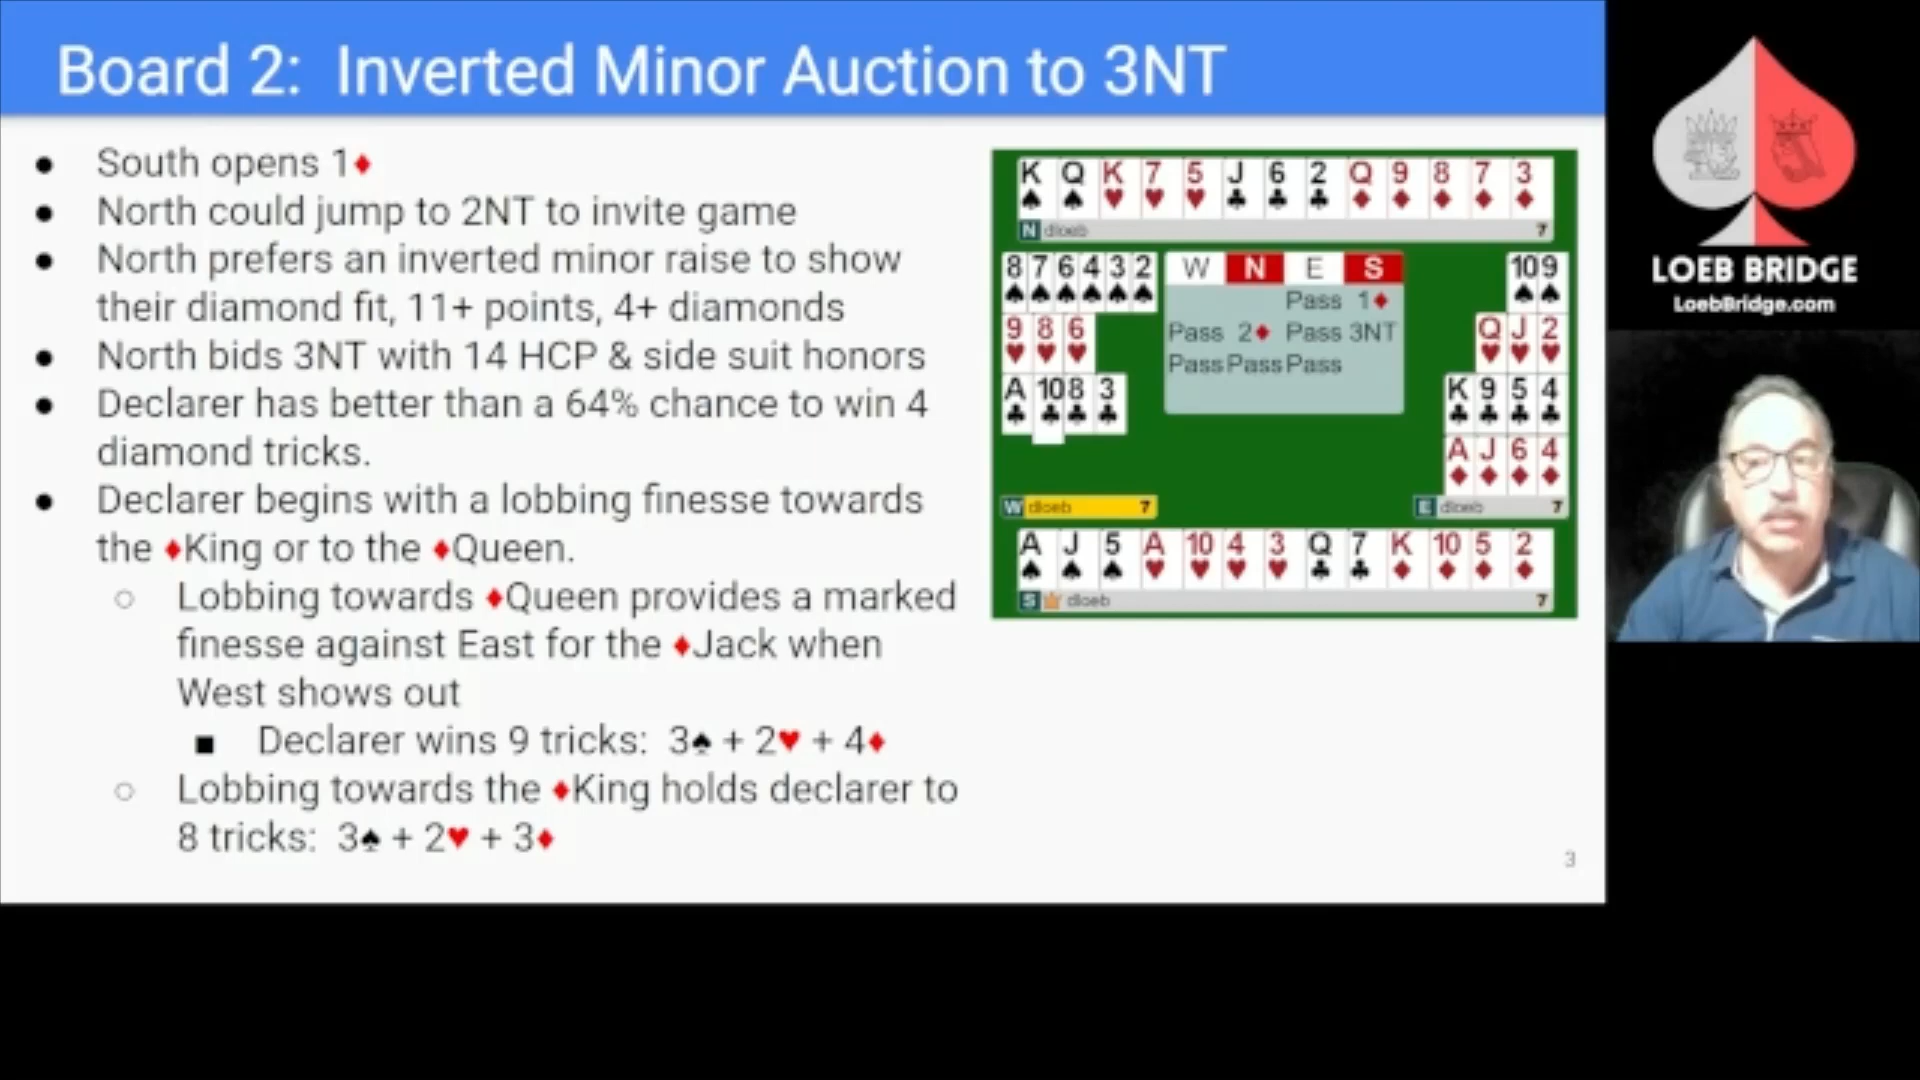 Board 2: Inverted Minor Auction to 3NT
● South opens 1♦
● North could jump to 2NT to invite game
● North prefers an inverted minor raise to show
their diamond fit, 11+ points, 4+ diamonds
● North bids 3NT with 14 HCP & side suit honors
● Declarer has better than a 64% chance to win 4
diamond tricks.
● Declarer begins with a lobbing finesse towards
the ♦King or to the ♦Queen.
○ Lobbing towards ♦Queen provides a marked
finesse against East for the ♦Jack when
West shows out
■ Declarer wins 9 tricks: 3♠ + 2♥ + 4♦
○ Lobbing towards the ♦King holds declarer to
8 tricks: 3♠ + 2♥ + 3♦
K♠ Q♠ K♥ 7♥ 5♥ J♣ 6♣ 2♣ Q♦ 9♦ 8♦ 7♦ 3♦
N dloeb 7
8♠ 7♠ 6♠ 4♠ 3♠ 2♠
9♥ 8♥ 6♥
A♣ 10♣ 8♣ 3♣
W dloeb 7
W N E S
Pass 1♦
Pass 2♦ Pass 3NT
Pass Pass Pass
10♠ 9♠
Q♥ J♥ 2♥
K♣ 9♣ 5♣ 4♣
A♦ J♦ 6♦ 4♦
E dloeb 7
A♠ J♠ 5♠ A♥ 10♥ 4♥ 3♥ Q♣ 7♣ K♦ 10♦ 5♦ 2♦
S dloeb 7
3
LOEB BRIDGE
LoebBridge.com